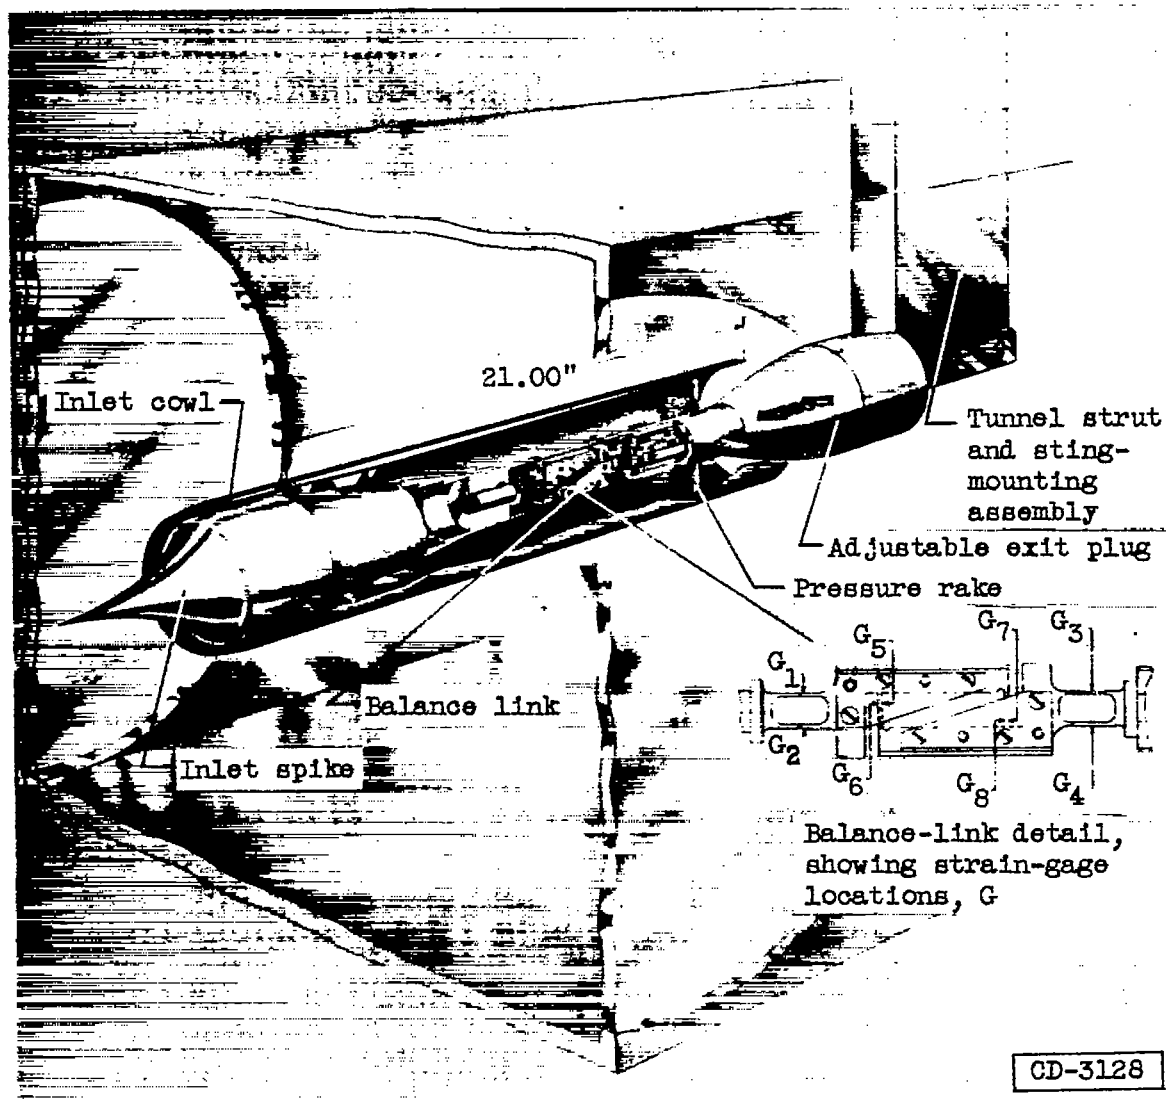 21.00"
Inlet cowl
Tunnel strut
and sting-
mounting
assembly
Adjustable exit plug
Pressure rake
G7
G3
G5
G1
Balance link
G2
Inlet spike
G6
G8
G4
Balance-link detail,
showing strain-gage
locations, G
CD-3128